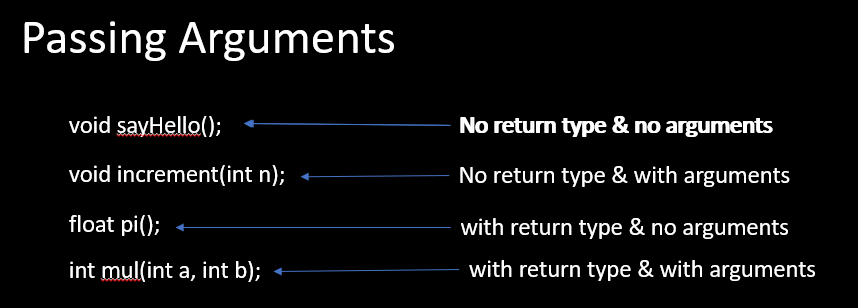 Passing Arguments
void sayHello(); No return type & no arguments
void increment(int n); No return type & with arguments
float pi(); with return type & no arguments
int mul(int a, int b); with return type & with arguments